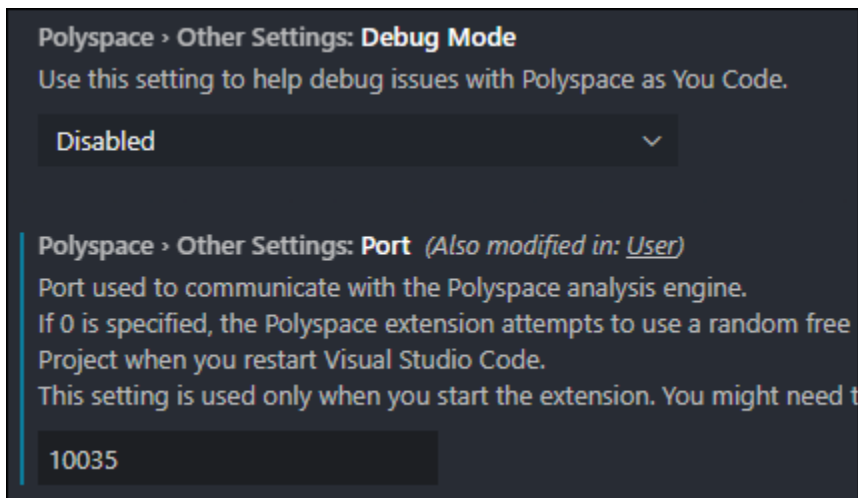 Polyspace › Other Settings: Debug Mode
Use this setting to help debug issues with Polyspace as You Code.
Disabled
Polyspace › Other Settings: Port (Also modified in: User)
Port used to communicate with the Polyspace analysis engine.
If 0 is specified, the Polyspace extension attempts to use a random free
Project when you restart Visual Studio Code.
This setting is used only when you start the extension. You might need t
10035